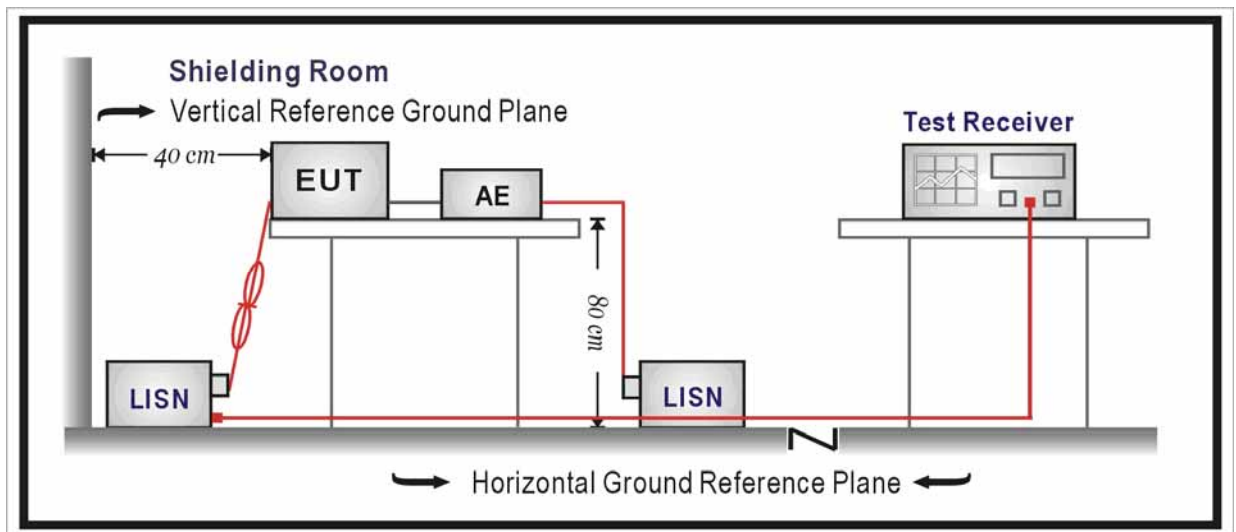 Shielding Room
Vertical Reference Ground Plane
Test Receiver
40 cm
EUT
AE
80 cm
LISN
LISN
Horizontal Ground Reference Plane